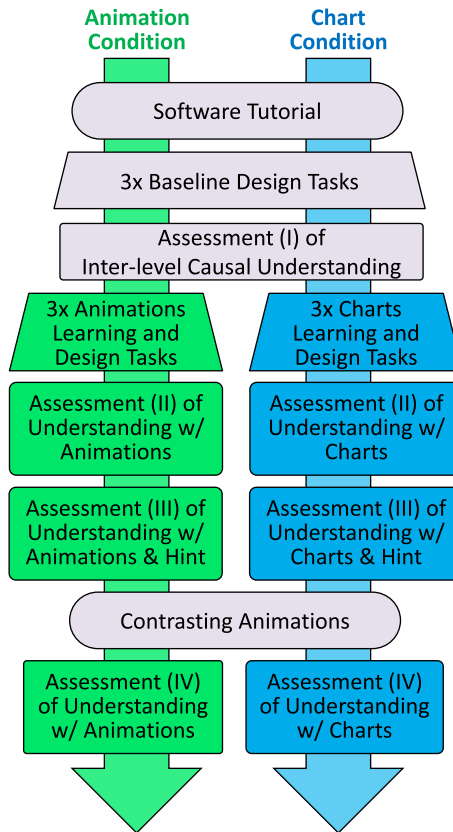 Animation
Condition
Chart
Condition
Software Tutorial
3x Baseline Design Tasks
Assessment (I) of
Inter-level Causal Understanding
3x Animations
Learning and
Design Tasks
3x Charts
Learning and
Design Tasks
Assessment (II) of
Understanding w/
Animations
Assessment (II) of
Understanding w/
Charts
Assessment (III) of
Understanding w/
Animations & Hint
Assessment (III) of
Understanding w/
Charts & Hint
Contrasting Animations
Assessment (IV)
of Understanding
w/ Animations
Assessment (IV)
of Understanding
w/ Charts